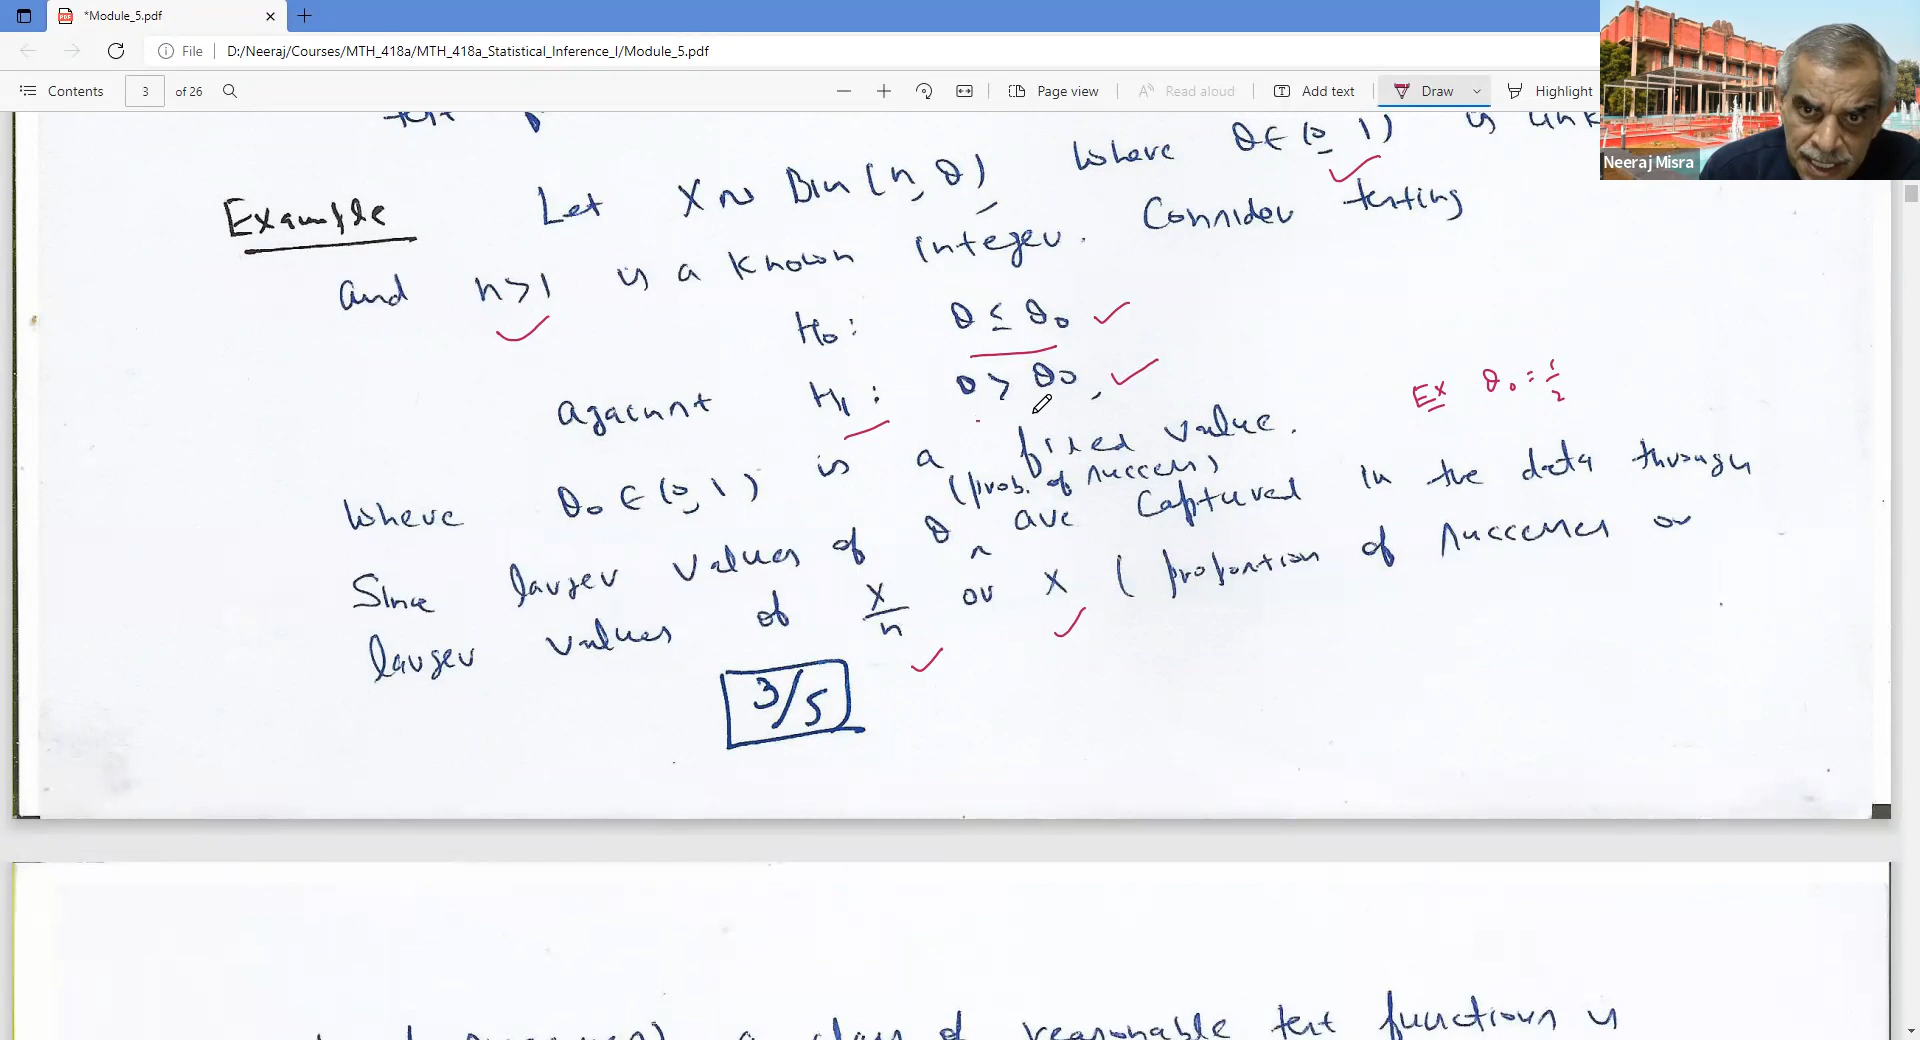 *Module_5.pdf
File D:/Neeraj/Courses/MTH_418a/MTH_418a_Statistical_Inference_I/Module_5.pdf
Contents 3 of 26 Page view Read aloud Add text Draw Highlight
Neeraj Misra
Example Let X ~ Bin(n, θ), where θ ∈ (0, 1) is unk
and n>1 is a known integer. Consider testing
H₀: θ ≤ θ₀
against H₁: θ > θ₀,
Ex θ₀ = 1/2
where θ₀ ∈ (0, 1) is a fixed value.
(prob. of success)
Since larger values of θ ^ are captured in the data through
larger values of X/n or X (proportion of successes or
3/5
a class of reasonable test functions is